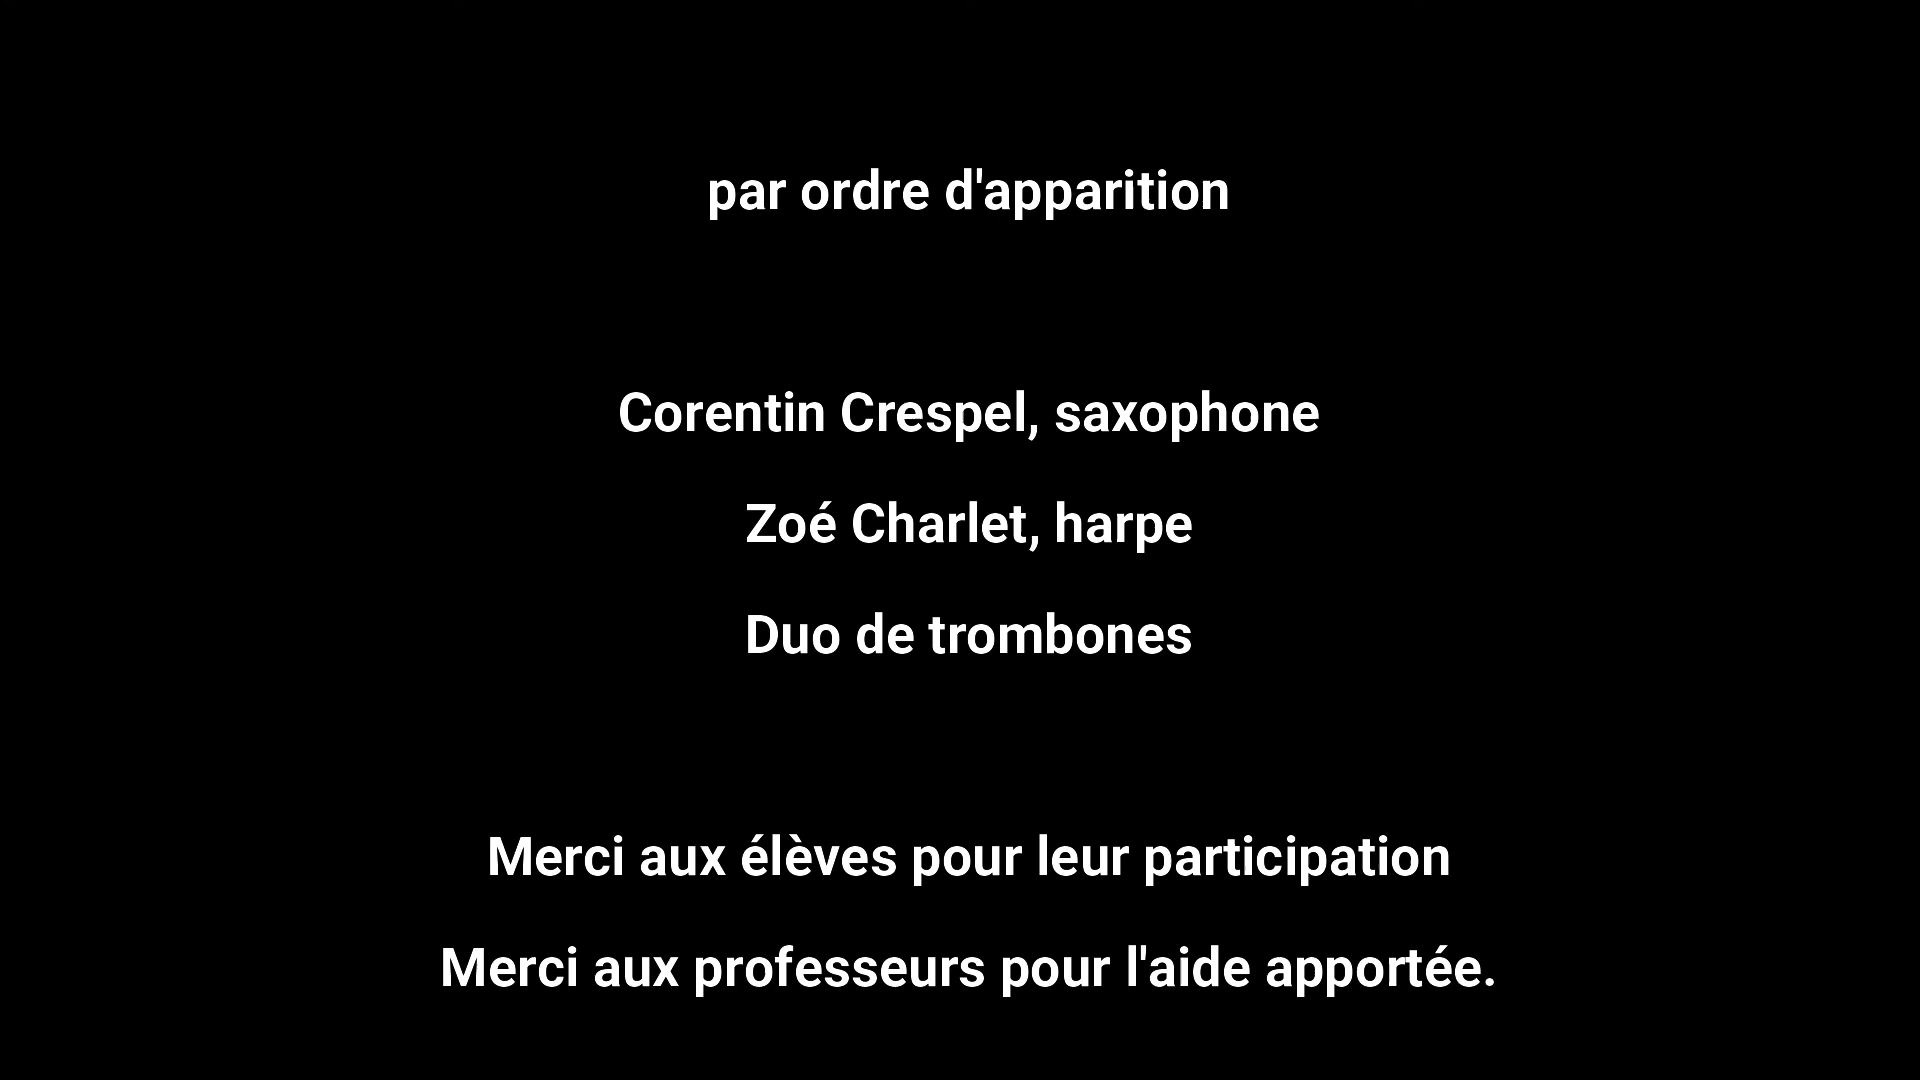 par ordre d'apparition
Corentin Crespel, saxophone
Zoé Charlet, harpe
Duo de trombones
Merci aux élèves pour leur participation
Merci aux professeurs pour l'aide apportée.